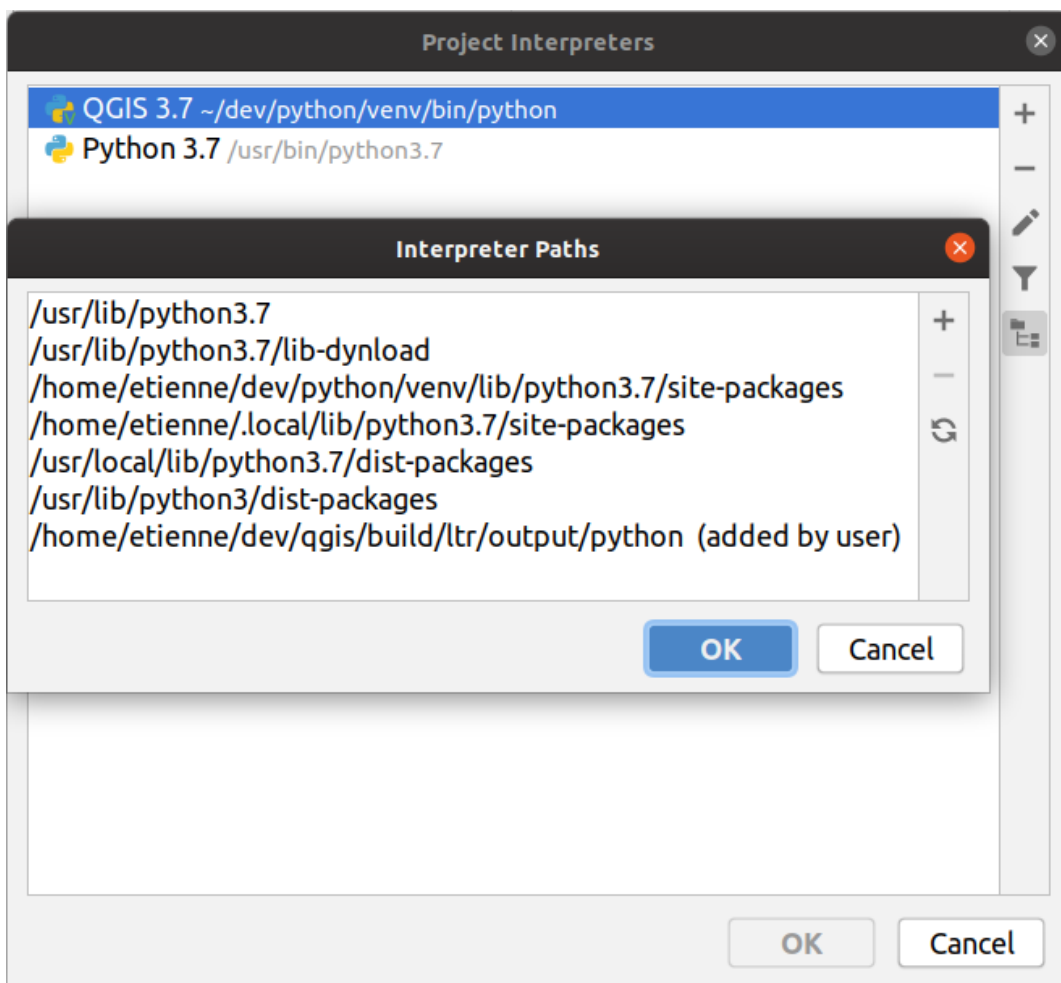 Project Interpreters
QGIS 3.7 ~/dev/python/venv/bin/python
Python 3.7 /usr/bin/python3.7
Interpreter Paths
/usr/lib/python3.7
/usr/lib/python3.7/lib-dynload
/home/etienne/dev/python/venv/lib/python3.7/site-packages
/home/etienne/.local/lib/python3.7/site-packages
/usr/local/lib/python3.7/dist-packages
/usr/lib/python3/dist-packages
/home/etienne/dev/qgis/build/ltr/output/python (added by user)
OK Cancel
OK Cancel